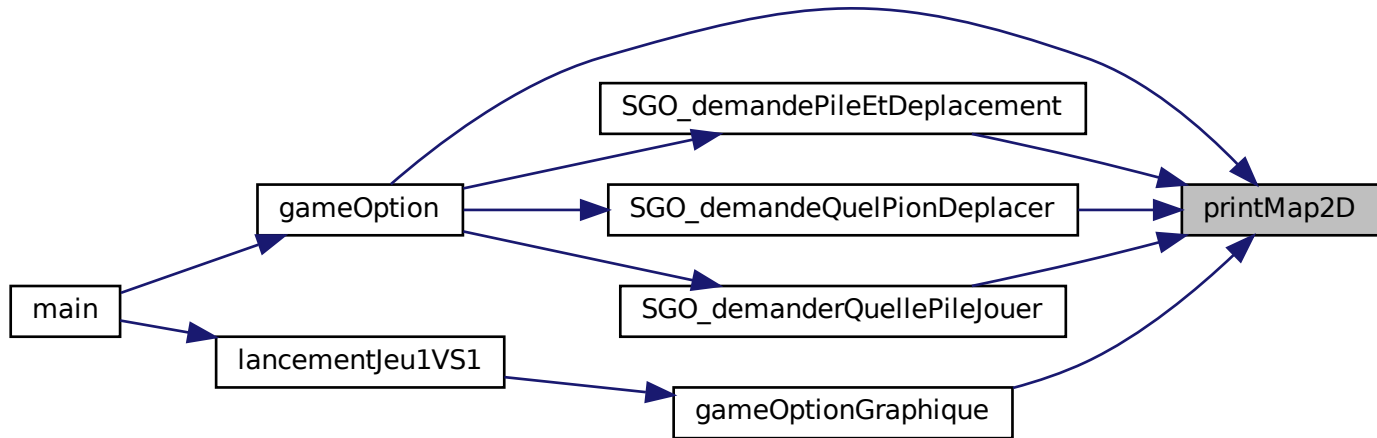 SGO_demandePileEtDeplacement
gameOption
SGO_demandeQuelPionDeplacer
printMap2D
main
SGO_demanderQuellePileJouer
lancementJeu1VS1
gameOptionGraphique